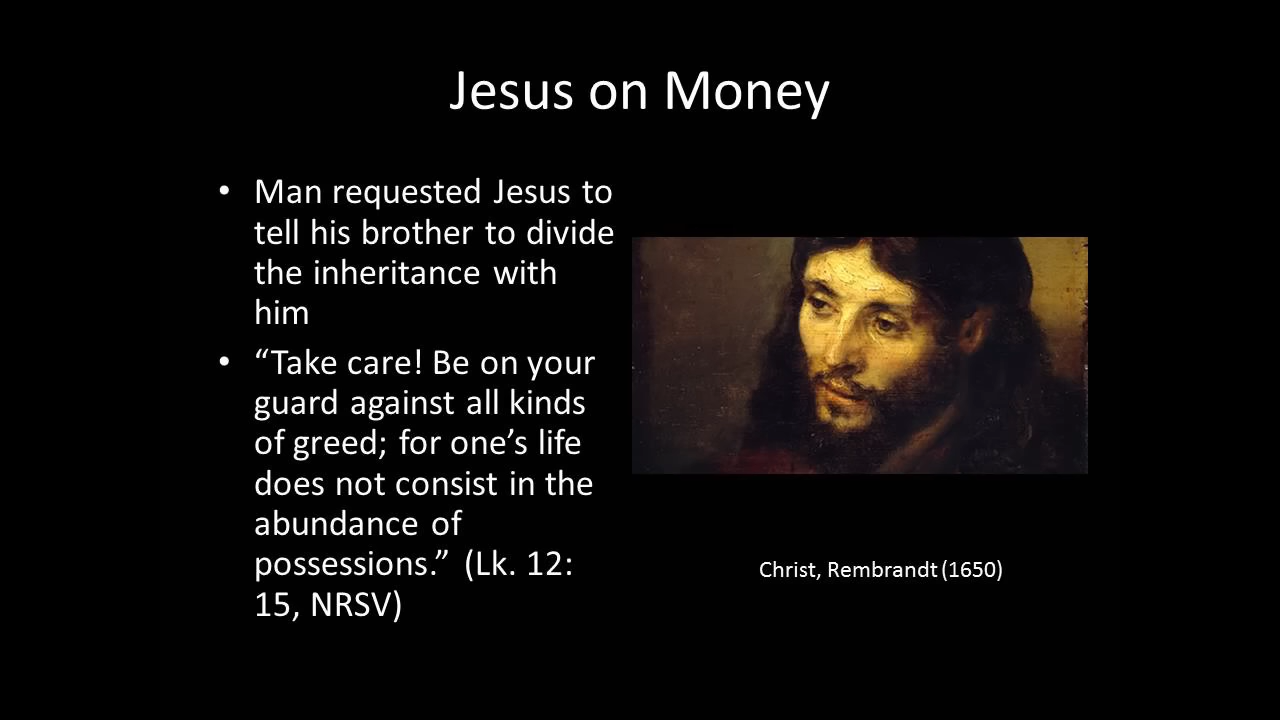 Jesus on Money
• Man requested Jesus to
tell his brother to divide
the inheritance with
him
• “Take care! Be on your
guard against all kinds
of greed; for one’s life
does not consist in the
abundance of
possessions.” (Lk. 12:
15, NRSV)
Christ, Rembrandt (1650)